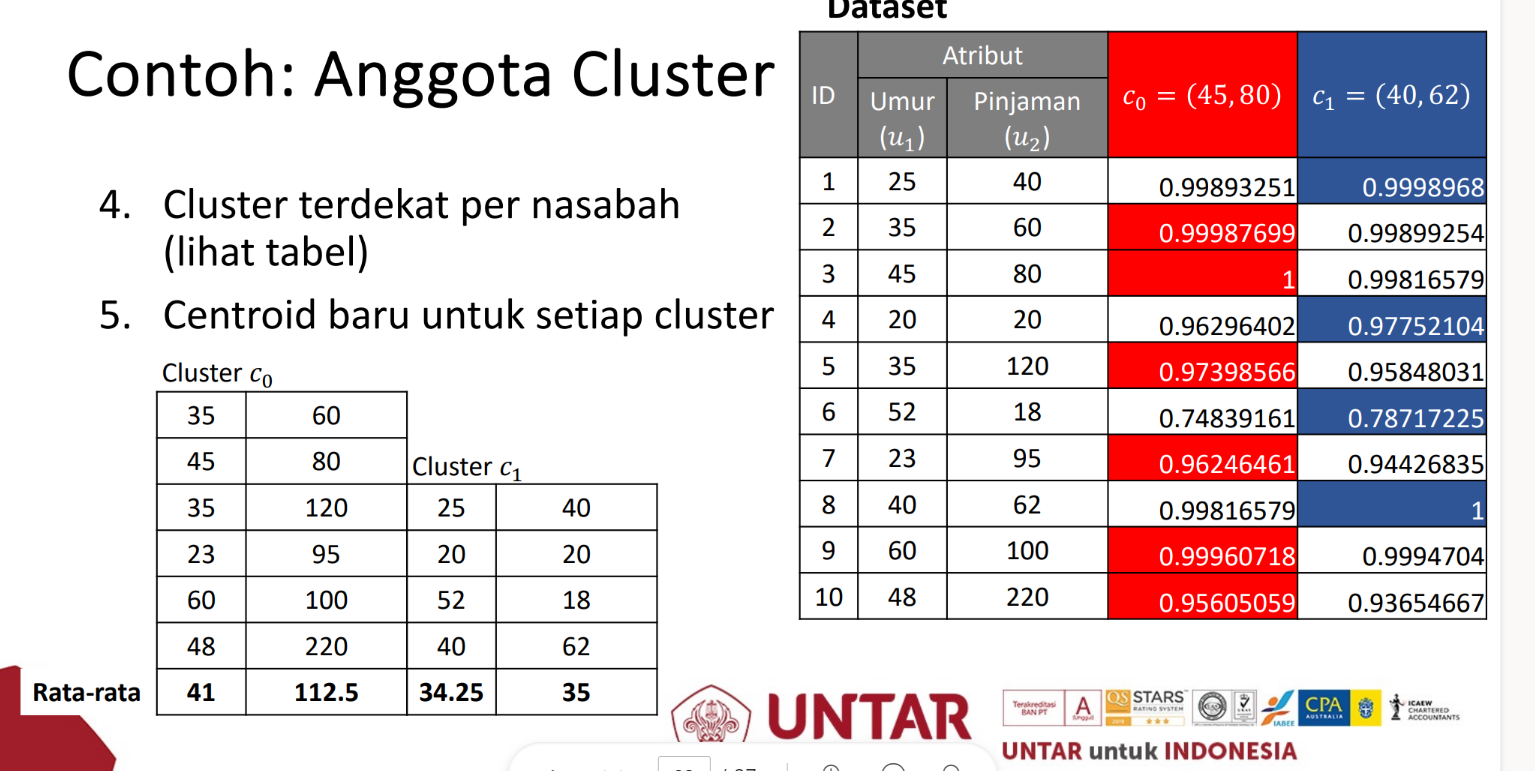 Dataset
Contoh: Anggota Cluster
4. Cluster terdekat per nasabah
(lihat tabel)
5. Centroid baru untuk setiap cluster
Cluster c₀
35 60
45 80
35 120
23 95
60 100
48 220
Rata-rata 41 112.5
Cluster c₁
25 40
20 20
52 18
40 62
34.25 35
ID Atribut c₀ = (45, 80) c₁ = (40, 62)
Umur Pinjaman
(u₁) (u₂)
1 25 40 0.99893251 0.9998968
2 35 60 0.99987699 0.99899254
3 45 80 1 0.99816579
4 20 20 0.96296402 0.97752104
5 35 120 0.97398566 0.95848031
6 52 18 0.74839161 0.78717225
7 23 95 0.96246461 0.94426835
8 40 62 0.99816579 1
9 60 100 0.99960718 0.9994704
10 48 220 0.95605059 0.93654667
UNTAR
Terakreditasi
BAN PT
A
Unggul
QS STARS
RATING SYSTEM
IABEE
CPA
AUSTRALIA
ICAEW
CHARTERED
ACCOUNTANTS
UNTAR untuk INDONESIA